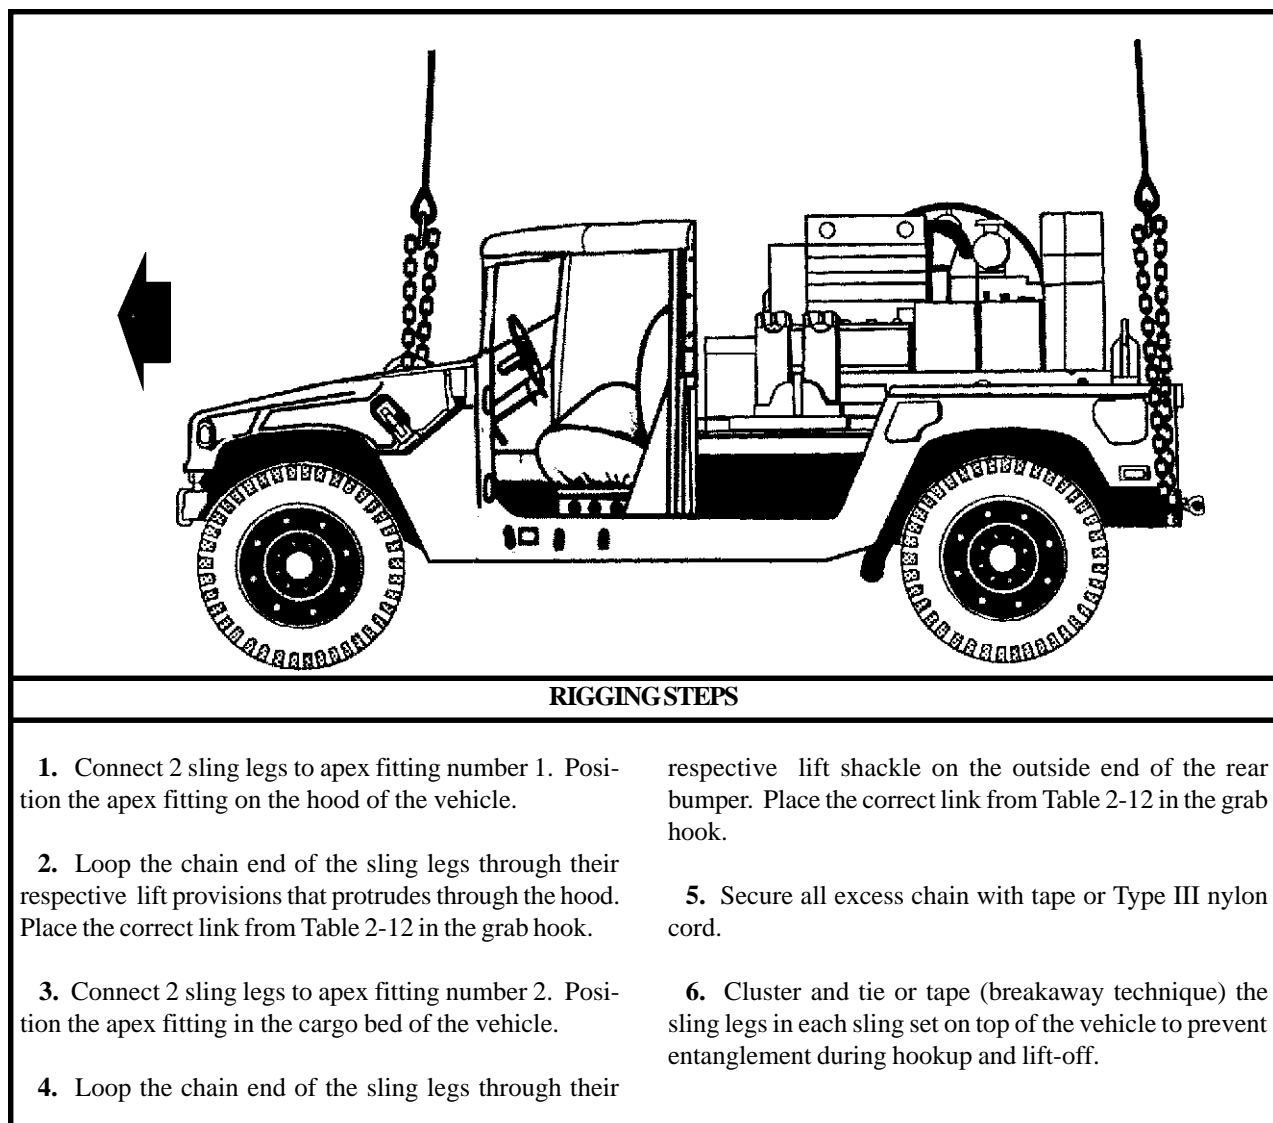 RIGGING STEPS
1. Connect 2 sling legs to apex fitting number 1. Posi-
tion the apex fitting on the hood of the vehicle.
2. Loop the chain end of the sling legs through their
respective lift provisions that protrudes through the hood.
Place the correct link from Table 2-12 in the grab hook.
3. Connect 2 sling legs to apex fitting number 2. Posi-
tion the apex fitting in the cargo bed of the vehicle.
4. Loop the chain end of the sling legs through their
respective lift shackle on the outside end of the rear
bumper. Place the correct link from Table 2-12 in the grab
hook.
5. Secure all excess chain with tape or Type III nylon
cord.
6. Cluster and tie or tape (breakaway technique) the
sling legs in each sling set on top of the vehicle to prevent
entanglement during hookup and lift-off.